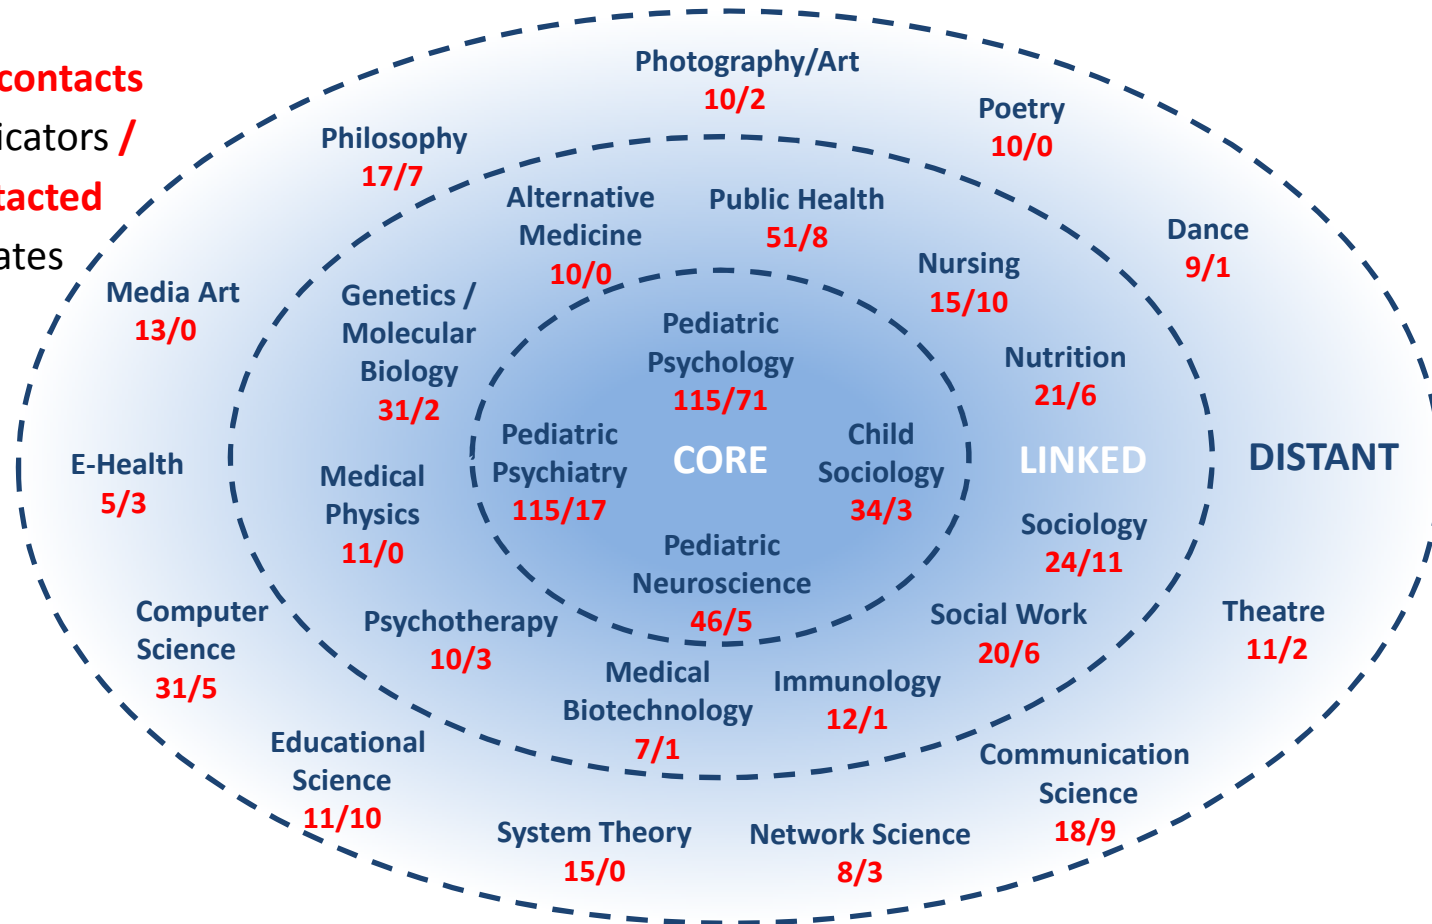 contacts
icators /
tacted
ates
Photography/Art
10/2
Poetry
10/0
Philosophy
17/7
Alternative
Medicine
10/0
Public Health
51/8
Dance
9/1
Nursing
15/10
Media Art
13/0
Genetics /
Molecular
Biology
31/2
Pediatric
Psychology
115/71
Nutrition
21/6
Pediatric
Psychiatry
115/17
CORE
Child
Sociology
34/3
LINKED
DISTANT
E-Health
5/3
Medical
Physics
11/0
Sociology
24/11
Pediatric
Neuroscience
46/5
Computer
Science
31/5
Psychotherapy
10/3
Social Work
20/6
Theatre
11/2
Medical
Biotechnology
7/1
Immunology
12/1
Educational
Science
11/10
Communication
Science
18/9
System Theory
15/0
Network Science
8/3